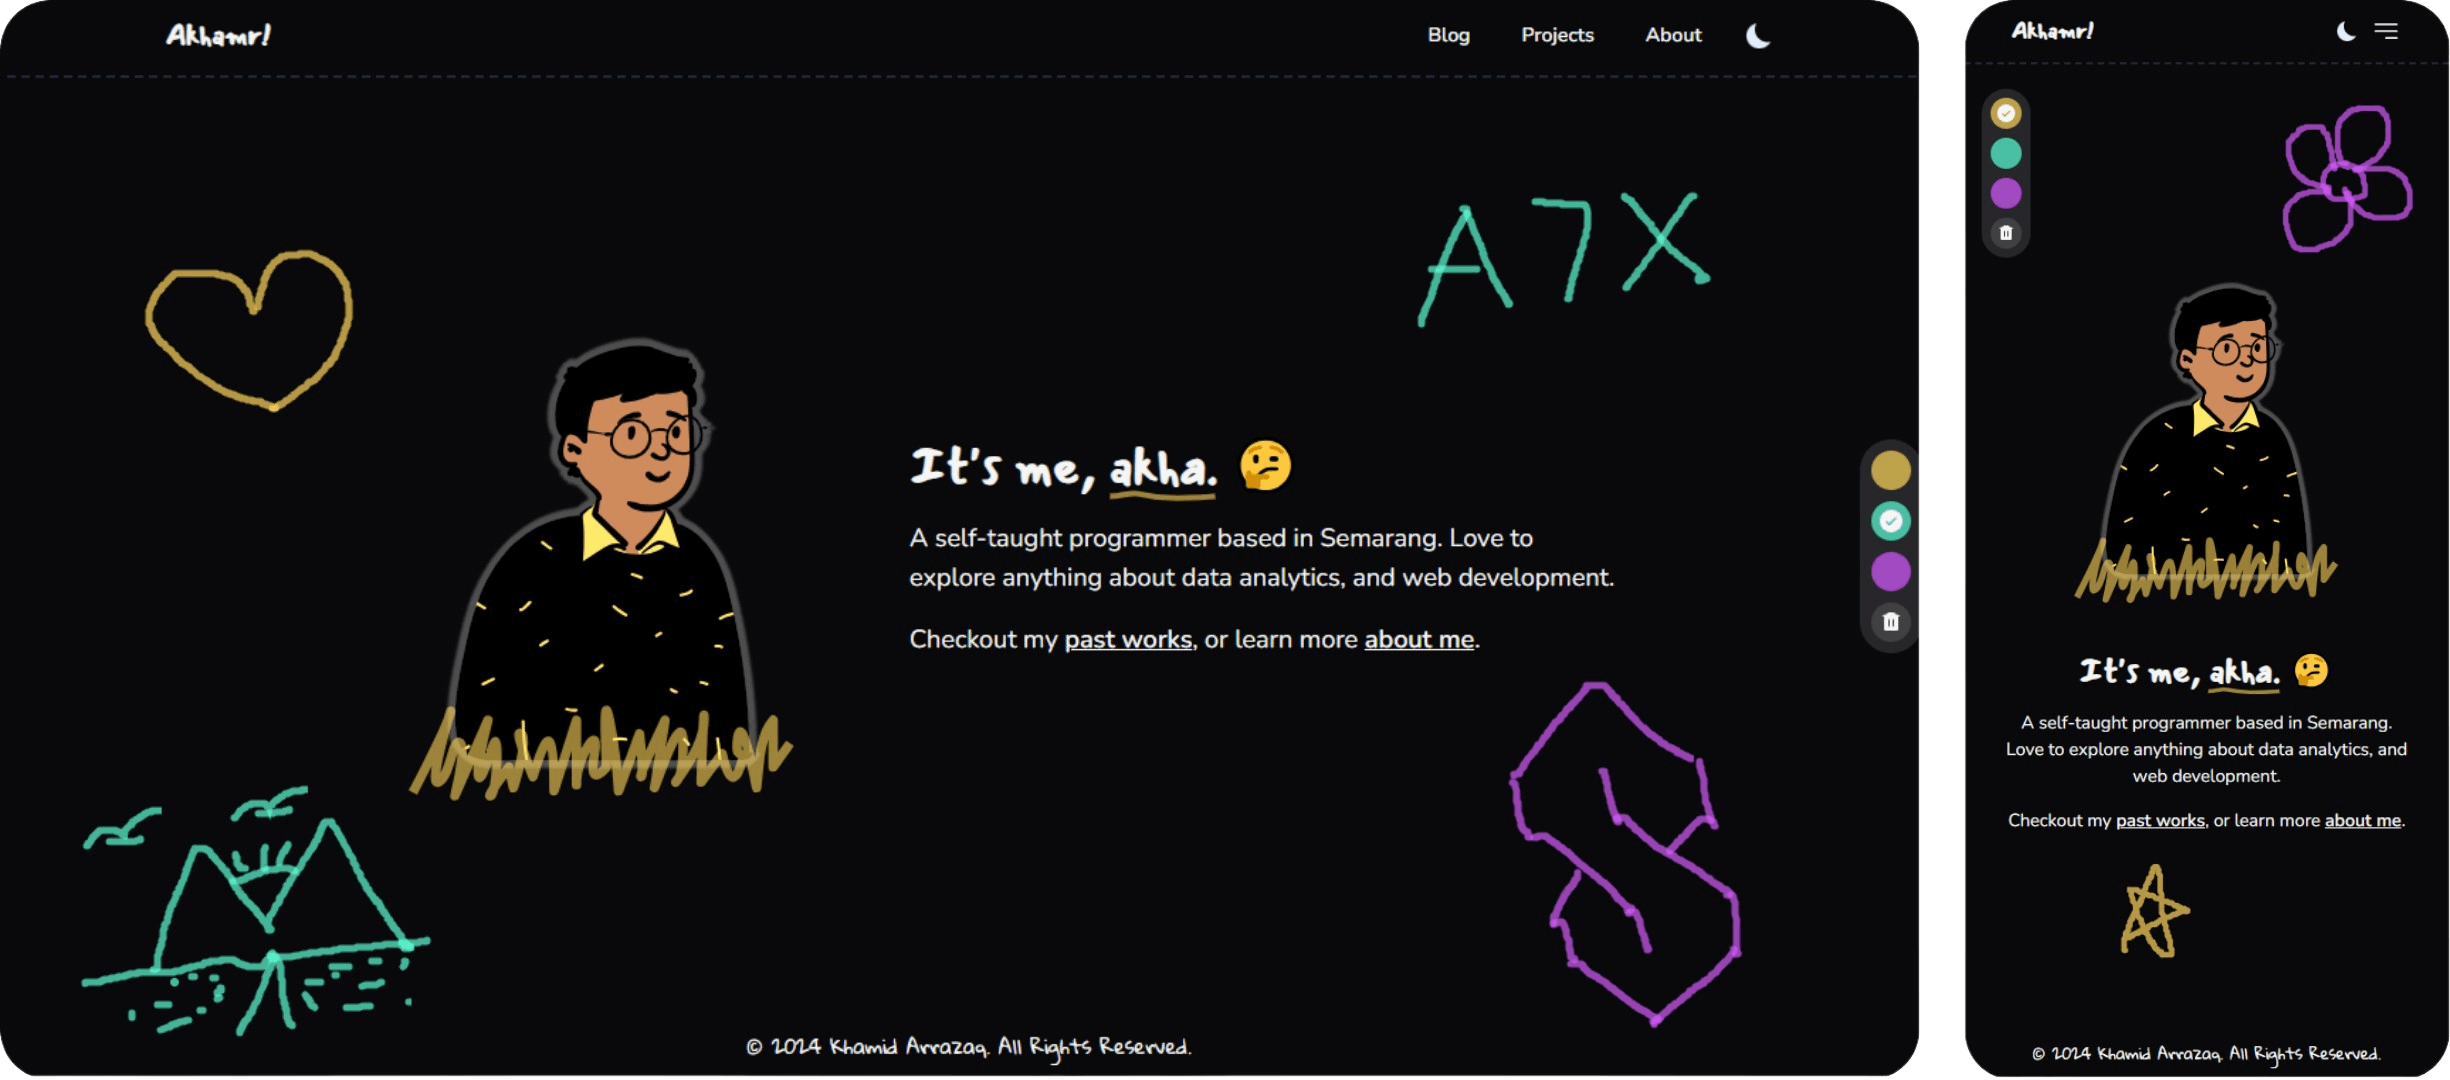 Akhamr!
Blog Projects About
A7X
It's me, akha. 🤔
A self-taught programmer based in Semarang. Love to
explore anything about data analytics, and web development.
Checkout my past works, or learn more about me.
© 2024 Khamid Arrazaq. All Rights Reserved.
Akhamr!
It's me, akha. 🤔
A self-taught programmer based in Semarang.
Love to explore anything about data analytics, and
web development.
Checkout my past works, or learn more about me.
© 2024 Khamid Arrazaq. All Rights Reserved.